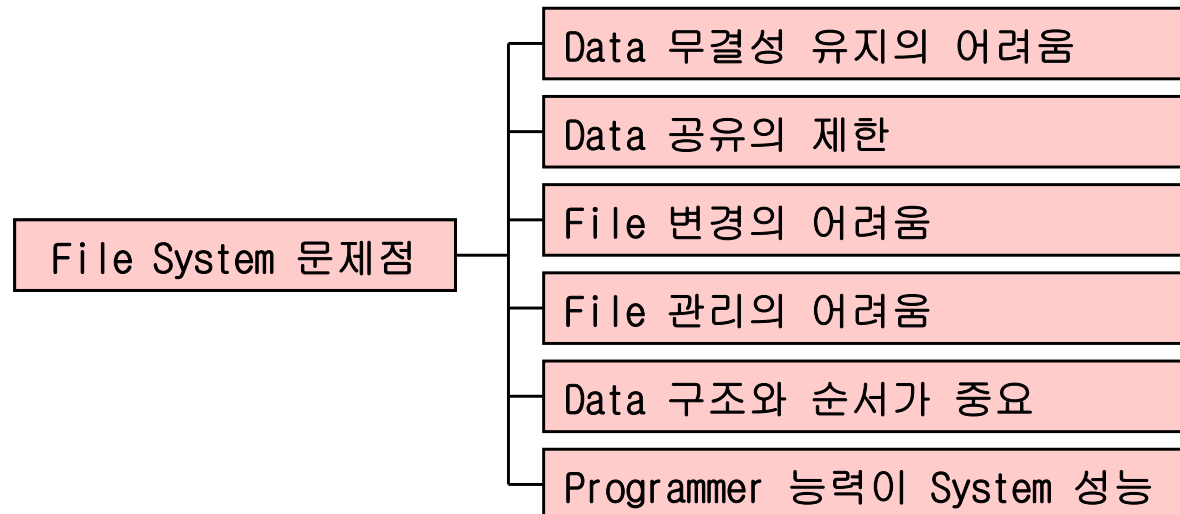 Data 무결성 유지의 어려움
Data 공유의 제한
File 변경의 어려움
File System 문제점
File 관리의 어려움
Data 구조와 순서가 중요
Programmer 능력이 System 성능